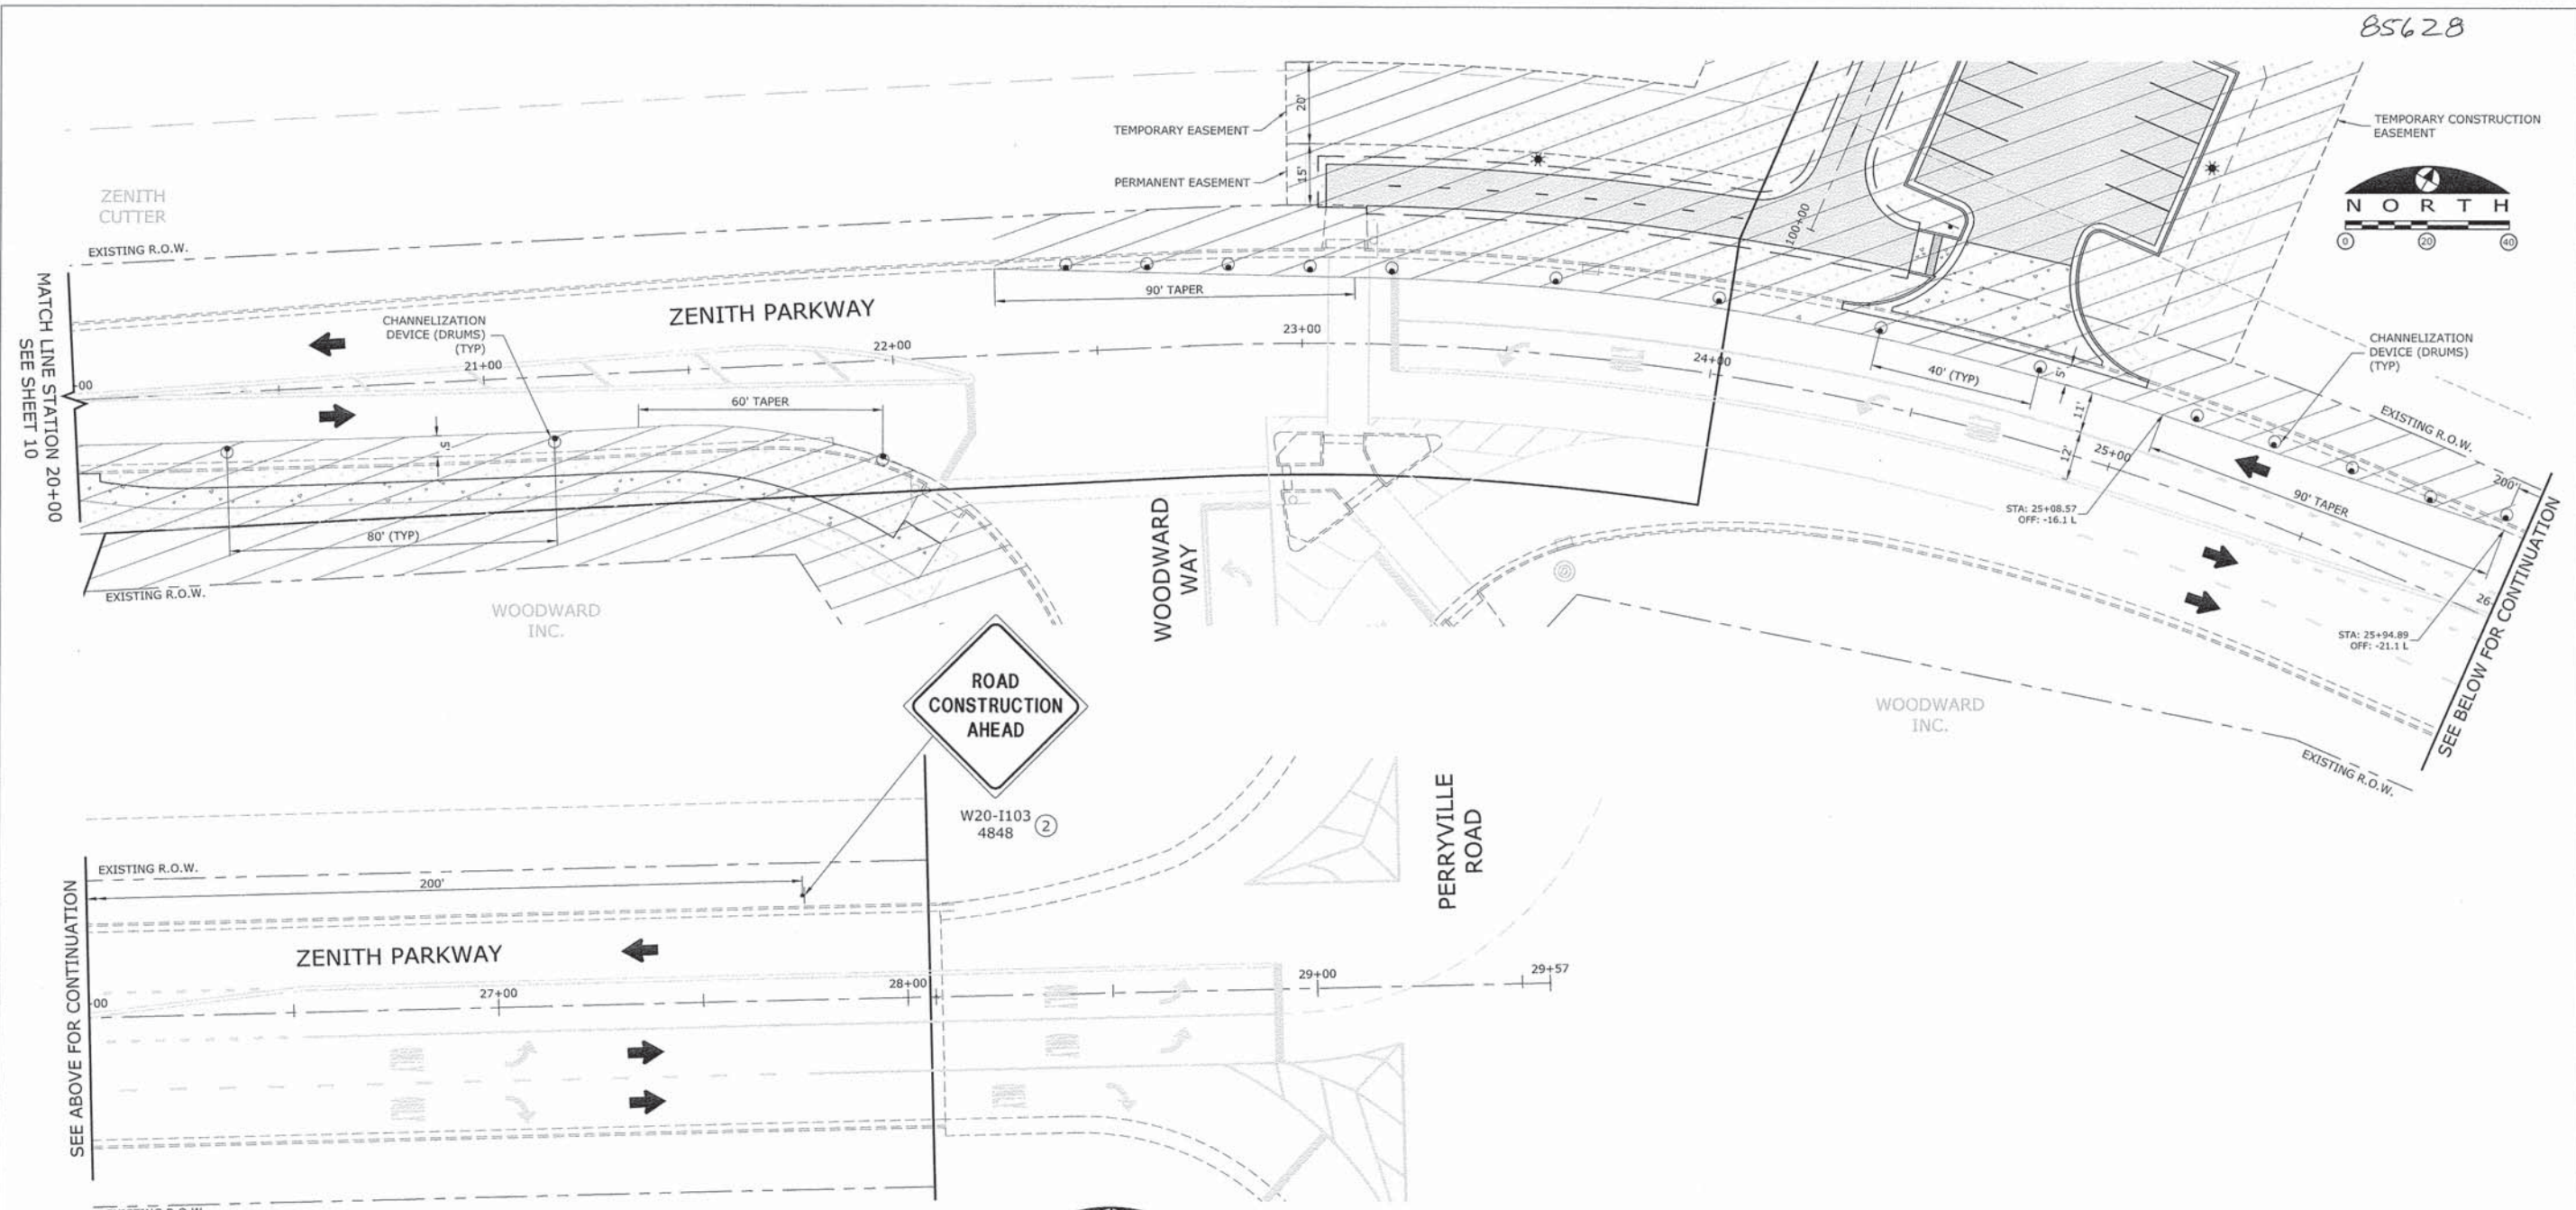 85628
TEMPORARY EASEMENT
20'
PERMANENT EASEMENT
15'
TEMPORARY CONSTRUCTION
EASEMENT
NORTH
0 20 40
ZENITH
CUTTER
EXISTING R.O.W.
MATCH LINE STATION 20+00
SEE SHEET 10
CHANNELIZATION
DEVICE (DRUMS)
(TYP)
ZENITH PARKWAY
90' TAPER
100+00
00
21+00
22+00
23+00
24+00
25+00
26
60' TAPER
5'
80' (TYP)
EXISTING R.O.W.
WOODWARD
INC.
WOODWARD
WAY
40' (TYP)
5'
11'
12'
CHANNELIZATION
DEVICE (DRUMS)
(TYP)
EXISTING R.O.W.
200'
90' TAPER
STA: 25+08.57
OFF: -16.1 L
STA: 25+94.89
OFF: -21.1 L
SEE BELOW FOR CONTINUATION
WOODWARD
INC.
EXISTING R.O.W.
ROAD
CONSTRUCTION
AHEAD
W20-I103
4848
2
PERRYVILLE
ROAD
SEE ABOVE FOR CONTINUATION
EXISTING R.O.W.
200'
ZENITH PARKWAY
00
27+00
28+00
29+00
29+57